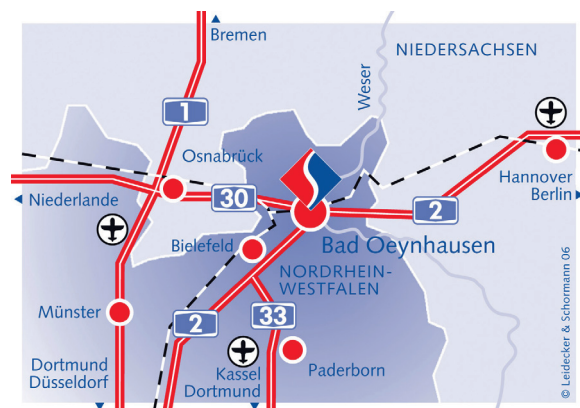 Bremen
NIEDERSACHSEN
Weser
1
Osnabrück
Hannover
Berlin
Niederlande
30
2
Bielefeld
Bad Oeynhausen
NORDRHEIN-
WESTFALEN
Münster
2
33
Dortmund
Düsseldorf
Kassel
Dortmund
Paderborn
© Leidecker & Schormann 06